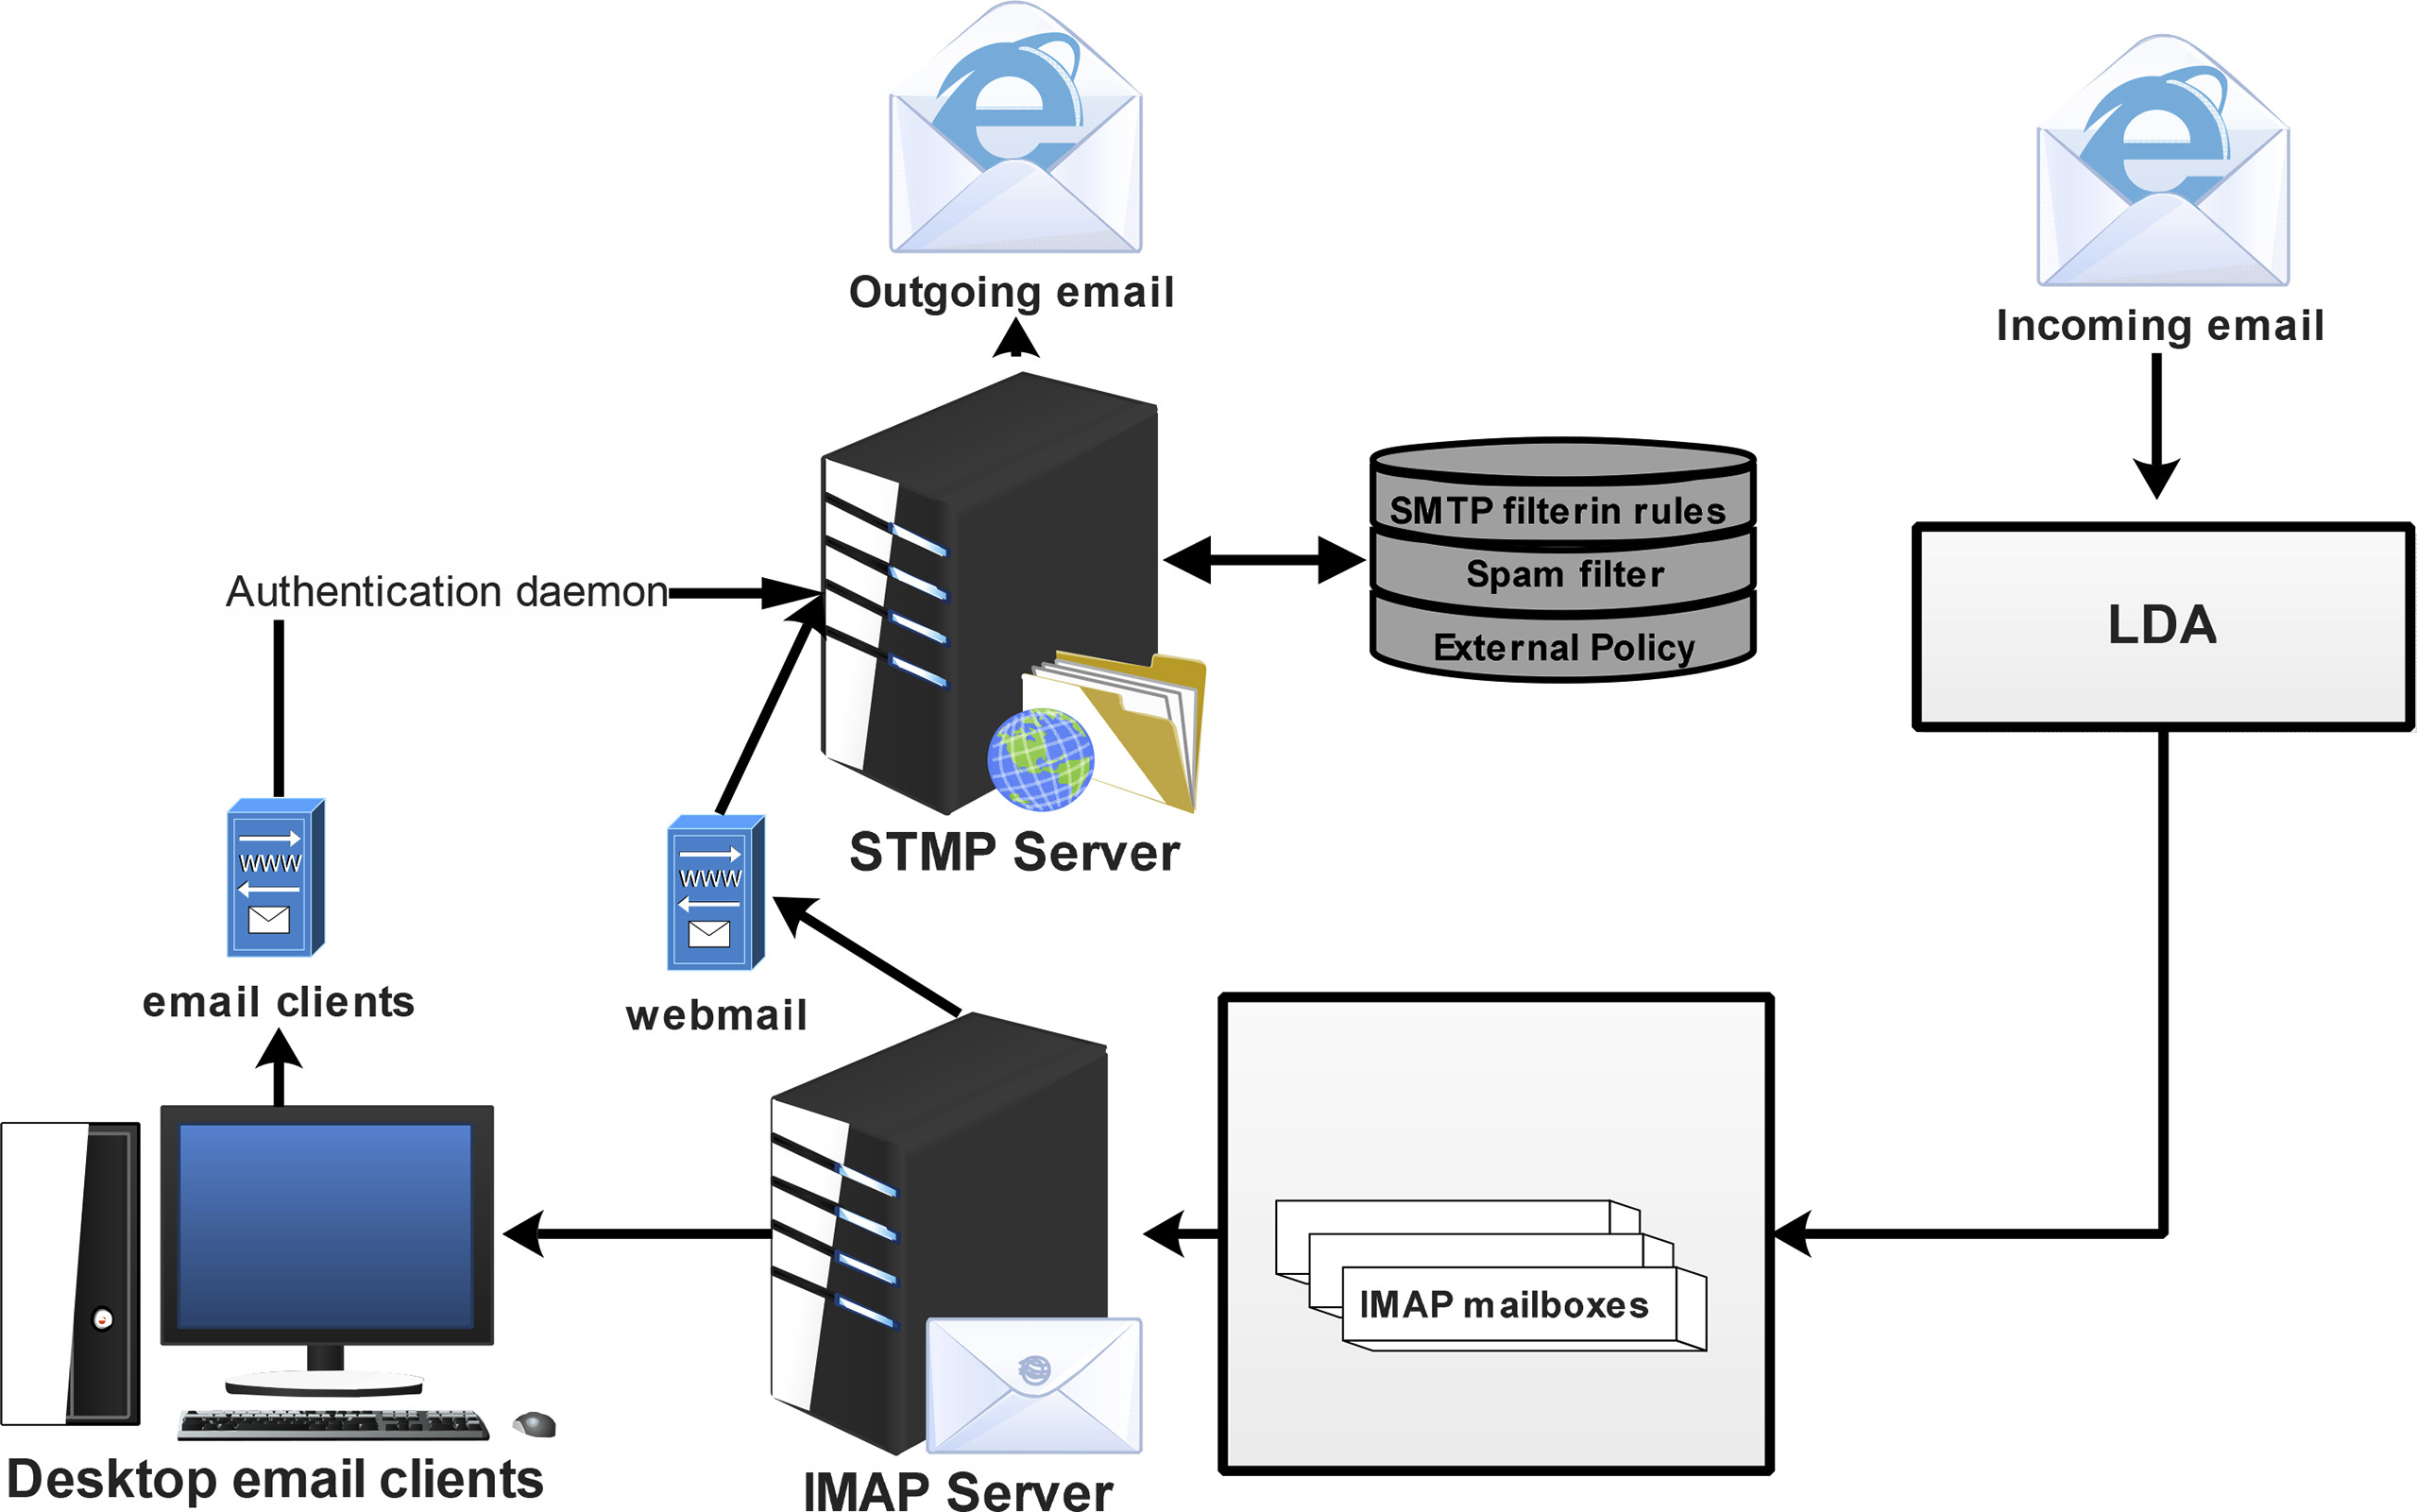 Outgoing email
Incoming email
SMTP filterin rules
Spam filter
External Policy
Authentication daemon
LDA
STMP Server
WWW
WWW
email clients
webmail
IMAP mailboxes
Desktop email clients
IMAP Server